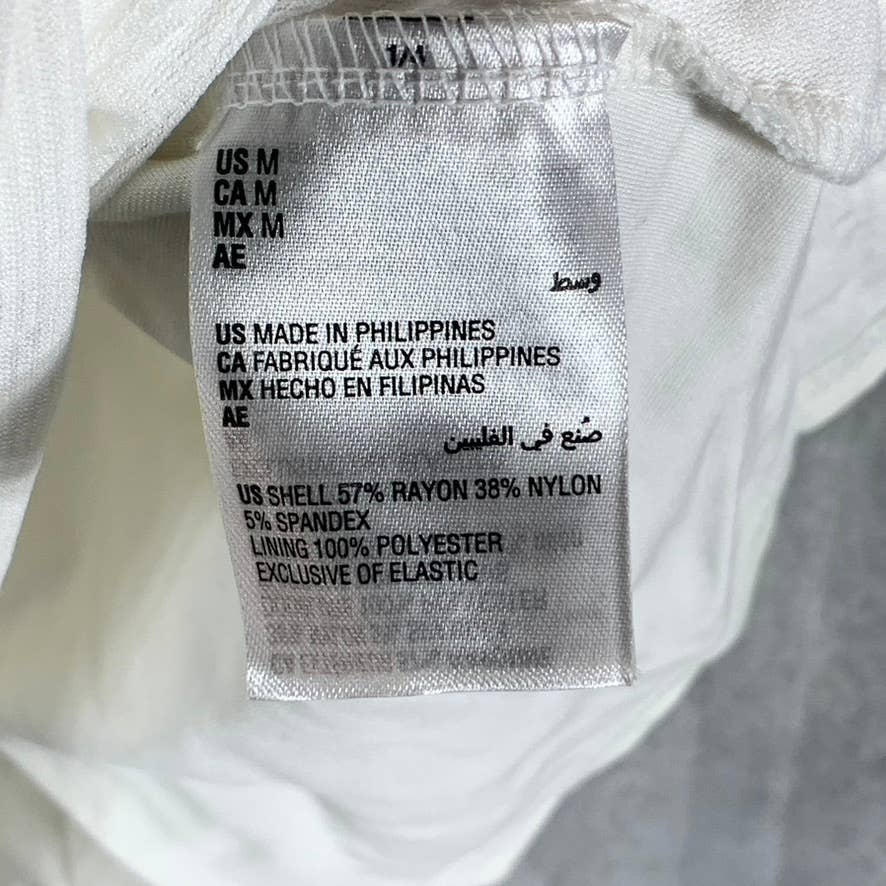 US M
CA M
MX M
AE
وسط
US MADE IN PHILIPPINES
CA FABRIQUÉ AUX PHILIPPINES
MX HECHO EN FILIPINAS
AE
صُنع في الفلبين
US SHELL 57% RAYON 38% NYLON
5% SPANDEX
LINING 100% POLYESTER
EXCLUSIVE OF ELASTIC